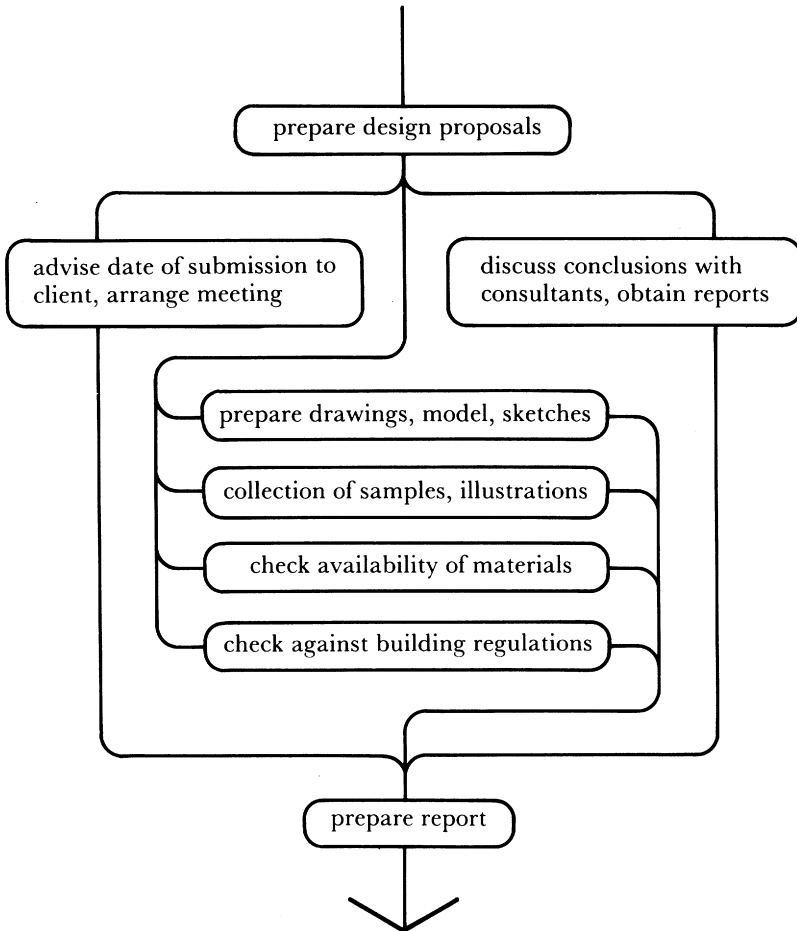 prepare design proposals
advise date of submission to
client, arrange meeting
discuss conclusions with
consultants, obtain reports
prepare drawings, model, sketches
collection of samples, illustrations
check availability of materials
check against building regulations
prepare report